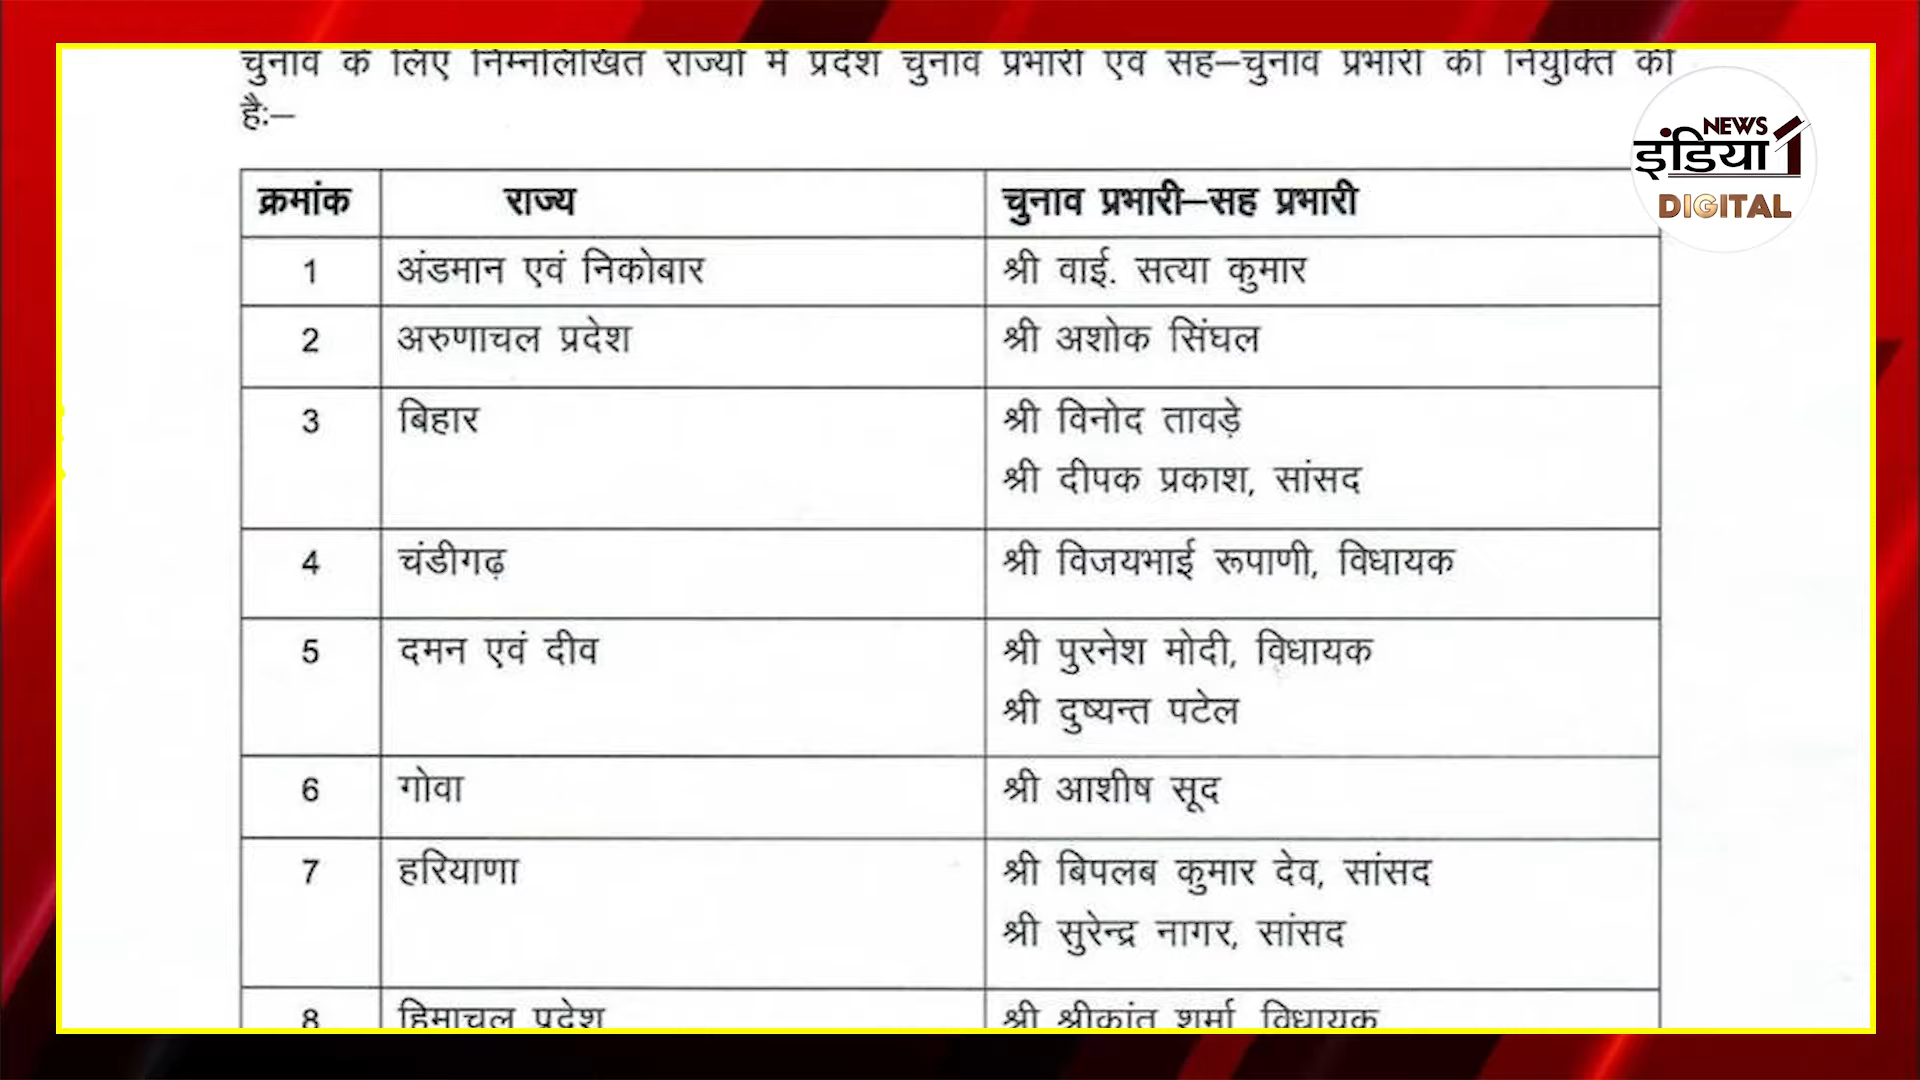 चुनाव के लिए निम्नलिखित राज्यों में प्रदेश चुनाव प्रभारी एवं सह–चुनाव प्रभारी की नियुक्ति की
है:–
NEWS
इंडिया 1
DIGITAL
क्रमांक राज्य चुनाव प्रभारी–सह प्रभारी
1 अंडमान एवं निकोबार श्री वाई. सत्या कुमार
2 अरुणाचल प्रदेश श्री अशोक सिंघल
3 बिहार श्री विनोद तावड़े
श्री दीपक प्रकाश, सांसद
4 चंडीगढ़ श्री विजयभाई रूपाणी, विधायक
5 दमन एवं दीव श्री पुरनेश मोदी, विधायक
श्री दुष्यन्त पटेल
6 गोवा श्री आशीष सूद
7 हरियाणा श्री बिपलब कुमार देव, सांसद
श्री सुरेन्द्र नागर, सांसद
8 हिमाचल प्रदेश श्री श्रीकांत शर्मा, विधायक